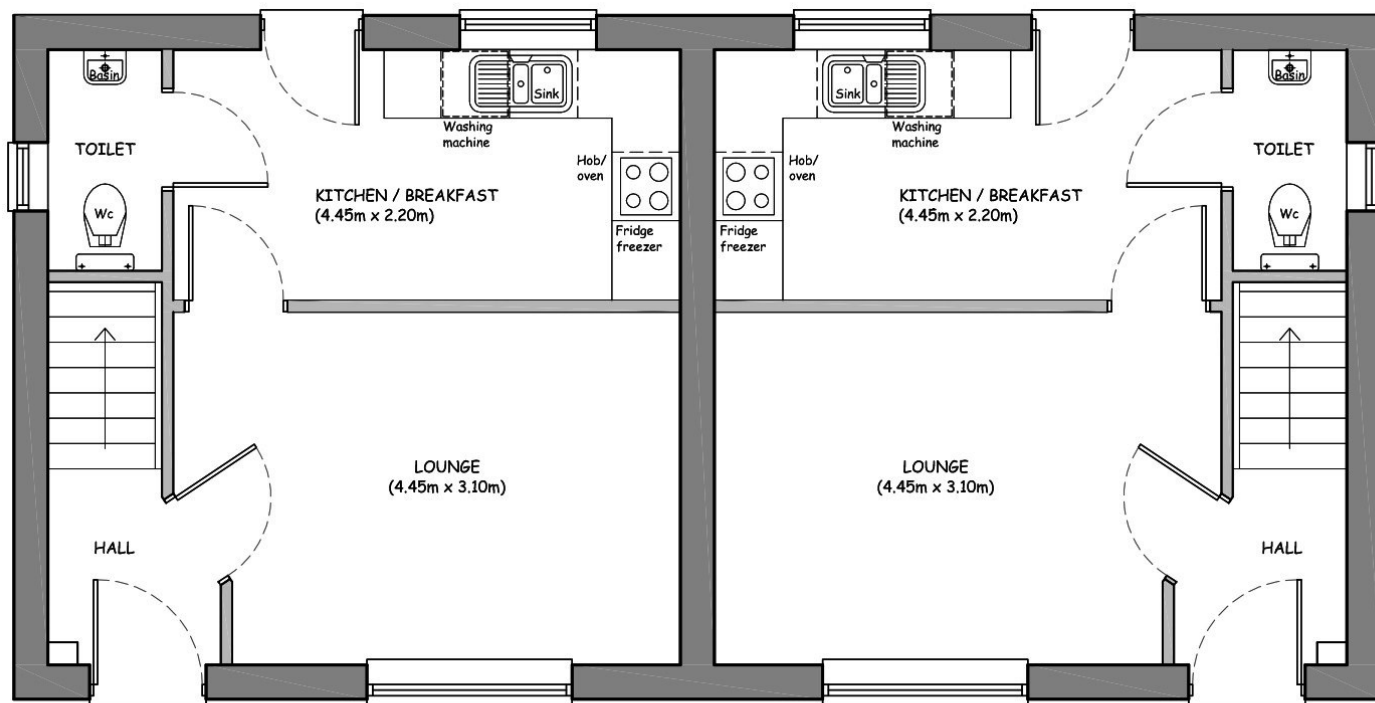 Basin
Sink
Washing
machine
TOILET
Wc
Hob/
oven
KITCHEN / BREAKFAST
(4.45m x 2.20m)
Fridge
freezer
LOUNGE
(4.45m x 3.10m)
HALL
Sink
Basin
Washing
machine
Hob/
oven
TOILET
KITCHEN / BREAKFAST
(4.45m x 2.20m)
Wc
Fridge
freezer
LOUNGE
(4.45m x 3.10m)
HALL